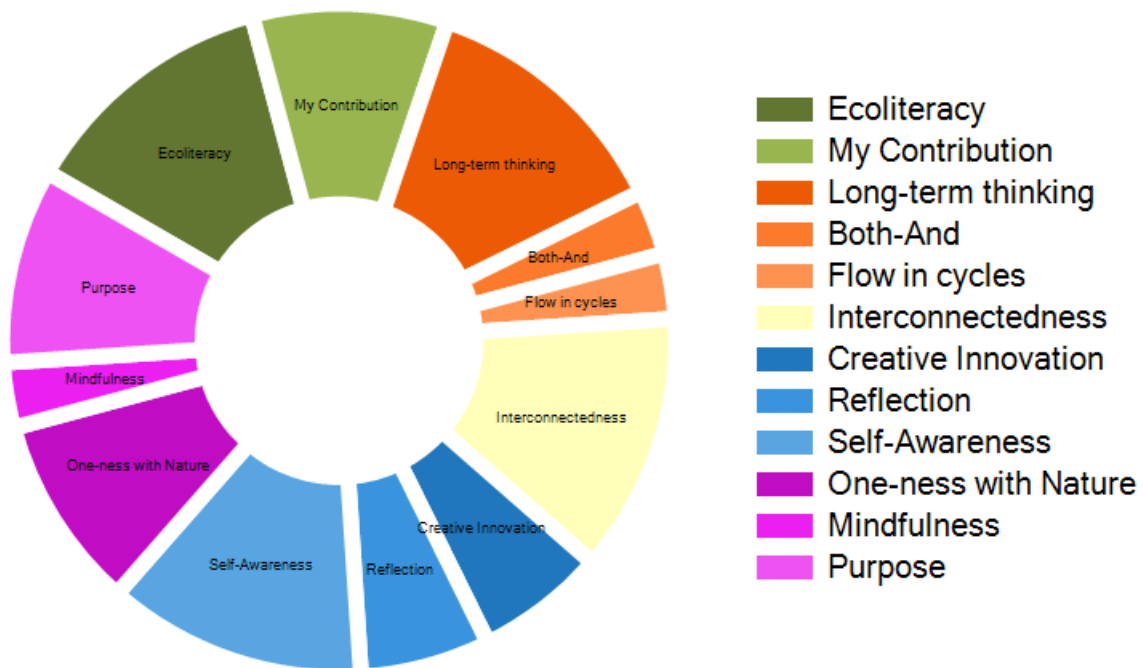 My Contribution
Ecoliteracy
Long-term thinking
Both-And
Purpose
Flow in cycles
Mindfulness
Interconnectedness
One-ness with Nature
Creative Innovation
Self-Awareness
Reflection
Ecoliteracy
My Contribution
Long-term thinking
Both-And
Flow in cycles
Interconnectedness
Creative Innovation
Reflection
Self-Awareness
One-ness with Nature
Mindfulness
Purpose